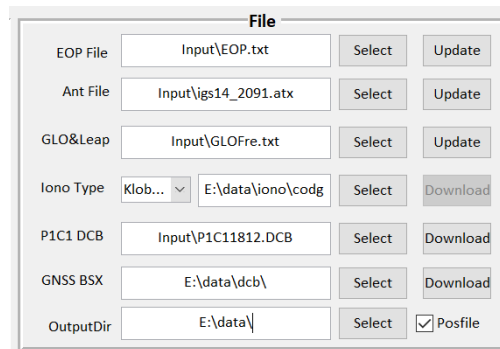 File
EOP File Input\EOP.txt Select Update
Ant File Input\igs14_2091.atx Select Update
GLO&Leap Input\GLOFre.txt Select Update
Iono Type Klob... E:\data\iono\codg Select Download
P1C1 DCB Input\P1C11812.DCB Select Download
GNSS BSX E:\data\dcb\ Select Download
OutputDir E:\data\ Select Posfile